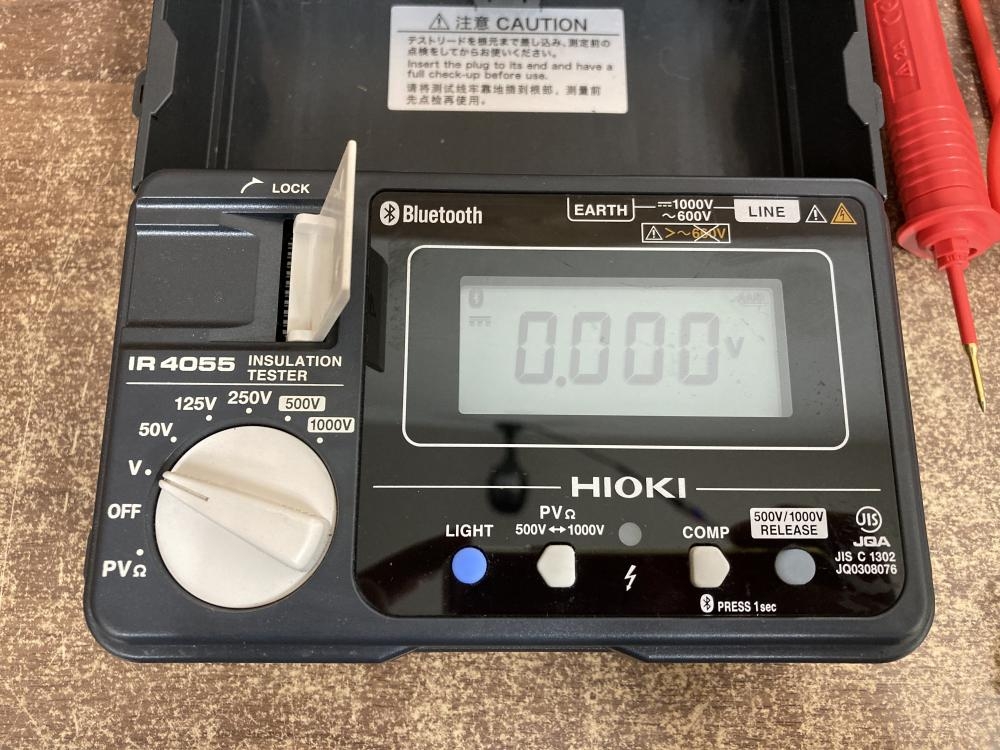 ⚠ 注意 CAUTION
テストリードを根元まで差し込み、測定前の
点検をしてからお使いください。
Insert the plug to its end and have a
full check-up before use.
请将测试线牢靠地插到根部，测量前
先点检再使用。
2A
LOCK
Bluetooth
EARTH
⎓1000V
～600V
LINE
⚠>～600V
0.000 V
IR 4055 INSULATION
TESTER
50V
125V
250V
500V
1000V
V
OFF
PVΩ
HIOKI
LIGHT
PVΩ
500V↔1000V
COMP
PRESS 1sec
500V/1000V
RELEASE
JIS
JQA
JIS C 1302
JQ0308076